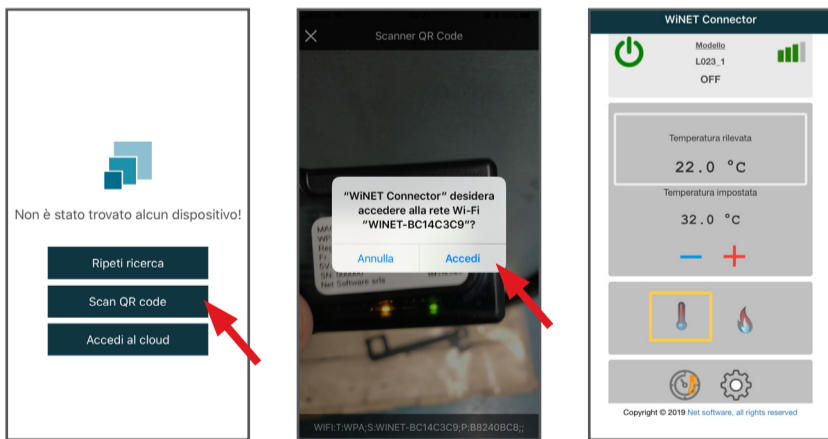 Non è stato trovato alcun dispositivo!
Ripeti ricerca
Scan QR code
Accedi al cloud
Scanner QR Code
"WiNET Connector" desidera
accedere alla rete Wi-Fi
"WINET-BC14C3C9"?
Annulla
Accedi
Net Software srls
WIFI:T:WPA;S:WINET-BC14C3C9;P:B8240BC8;;
WiNET Connector
Modello
L023_1
OFF
Temperatura rilevata
22.0 °C
Temperatura impostata
32.0 °C
Copyright © 2019 Net software, all rights reserved